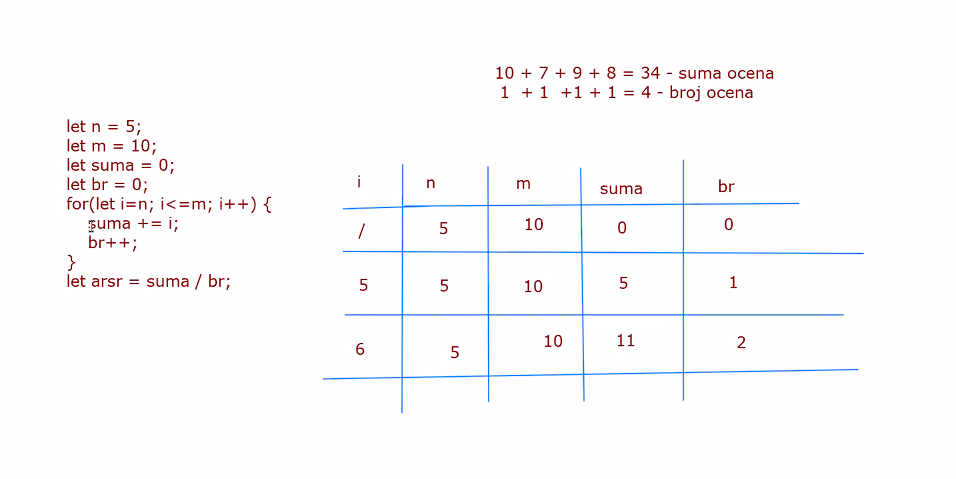 10 + 7 + 9 + 8 = 34 - suma ocena
1 + 1 +1 + 1 = 4 - broj ocena
let n = 5;
let m = 10;
let suma = 0;
let br = 0;
for(let i=n; i<=m; i++) {
suma += i;
br++;
}
let arsr = suma / br;
i n m suma br
/ 5 10 0 0
5 5 10 5 1
6 5 10 11 2